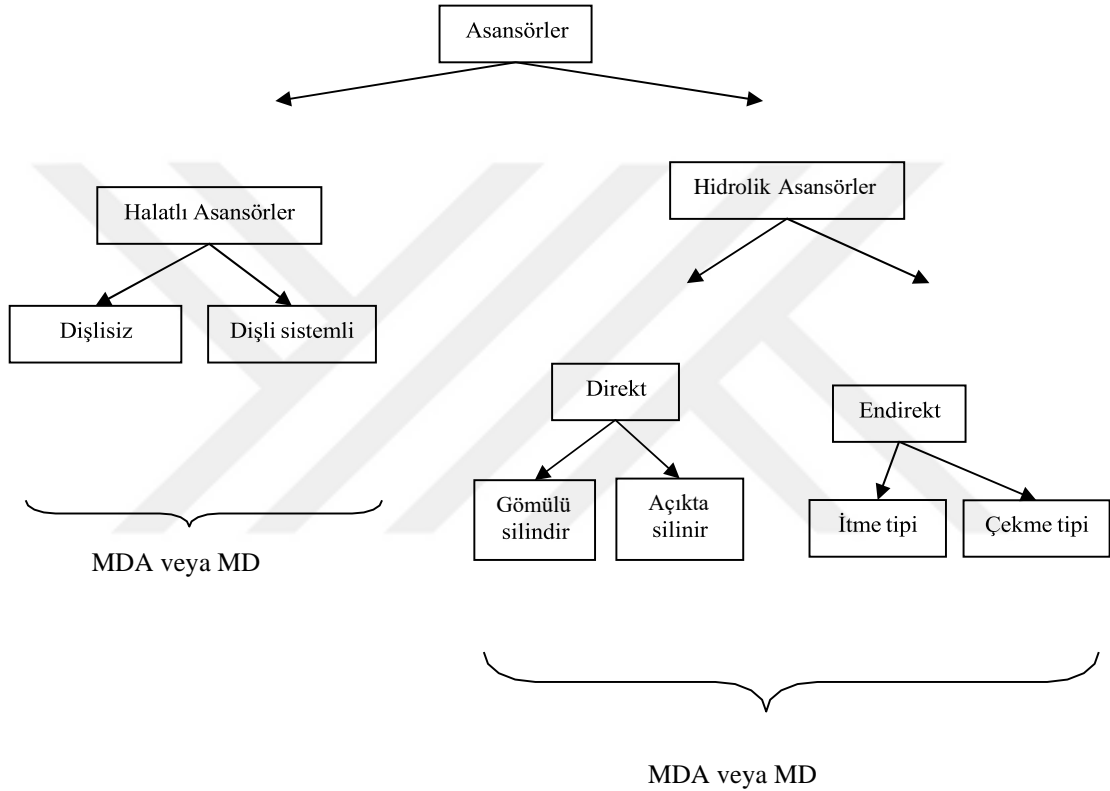 Asansörler
Halatlı Asansörler
Hidrolik Asansörler
Dişlisiz
Dişli sistemli
Direkt
Endirekt
Gömülü
silindir
Açıkta
silinir
İtme tipi
Çekme tipi
MDA veya MD
MDA veya MD